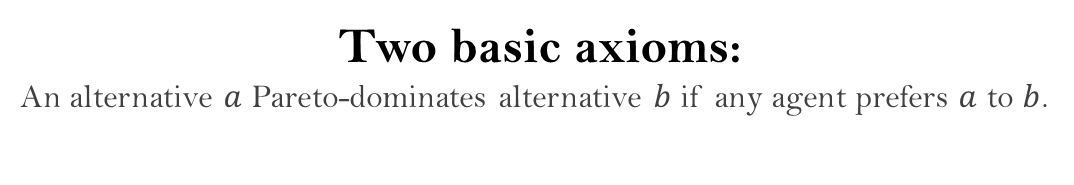 Two basic axioms:
An alternative a Pareto-dominates alternative b if any agent prefers a to b.